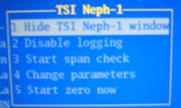 TSI Neph-1
1 Hide TSI Neph-1 window
2 Disable logging
3 Start span check
4 Change parameters
5 Start zero now